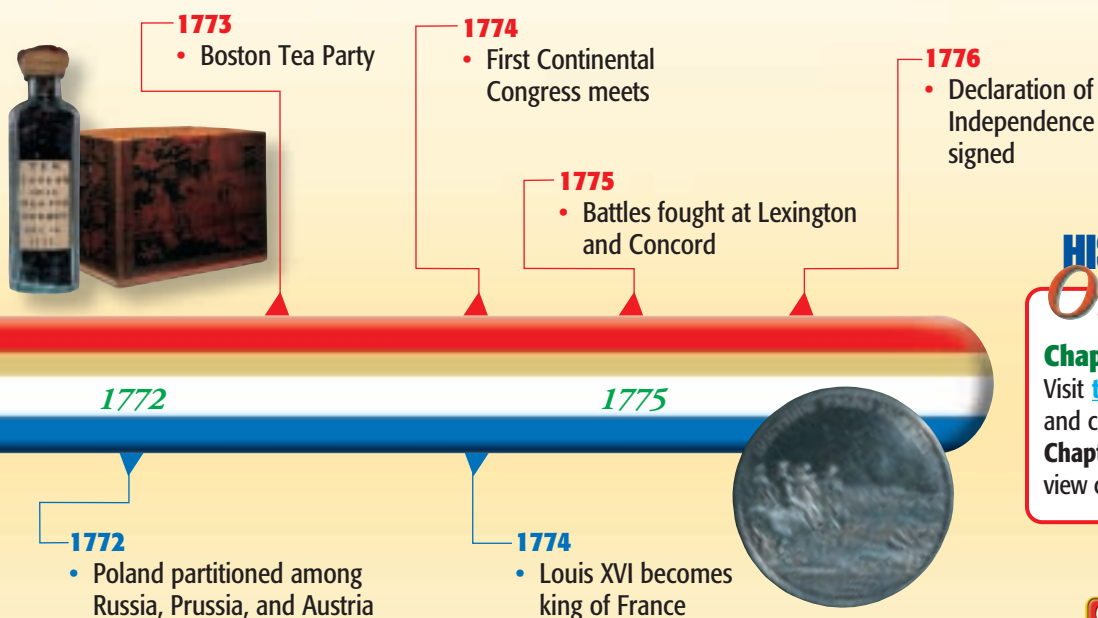 1773
• Boston Tea Party
1774
• First Continental
Congress meets
1775
• Battles fought at Lexington
and Concord
1776
• Declaration of
Independence
signed
1772
1775
1772
• Poland partitioned among
Russia, Prussia, and Austria
1774
• Louis XVI becomes
king of France
Visit
and
view